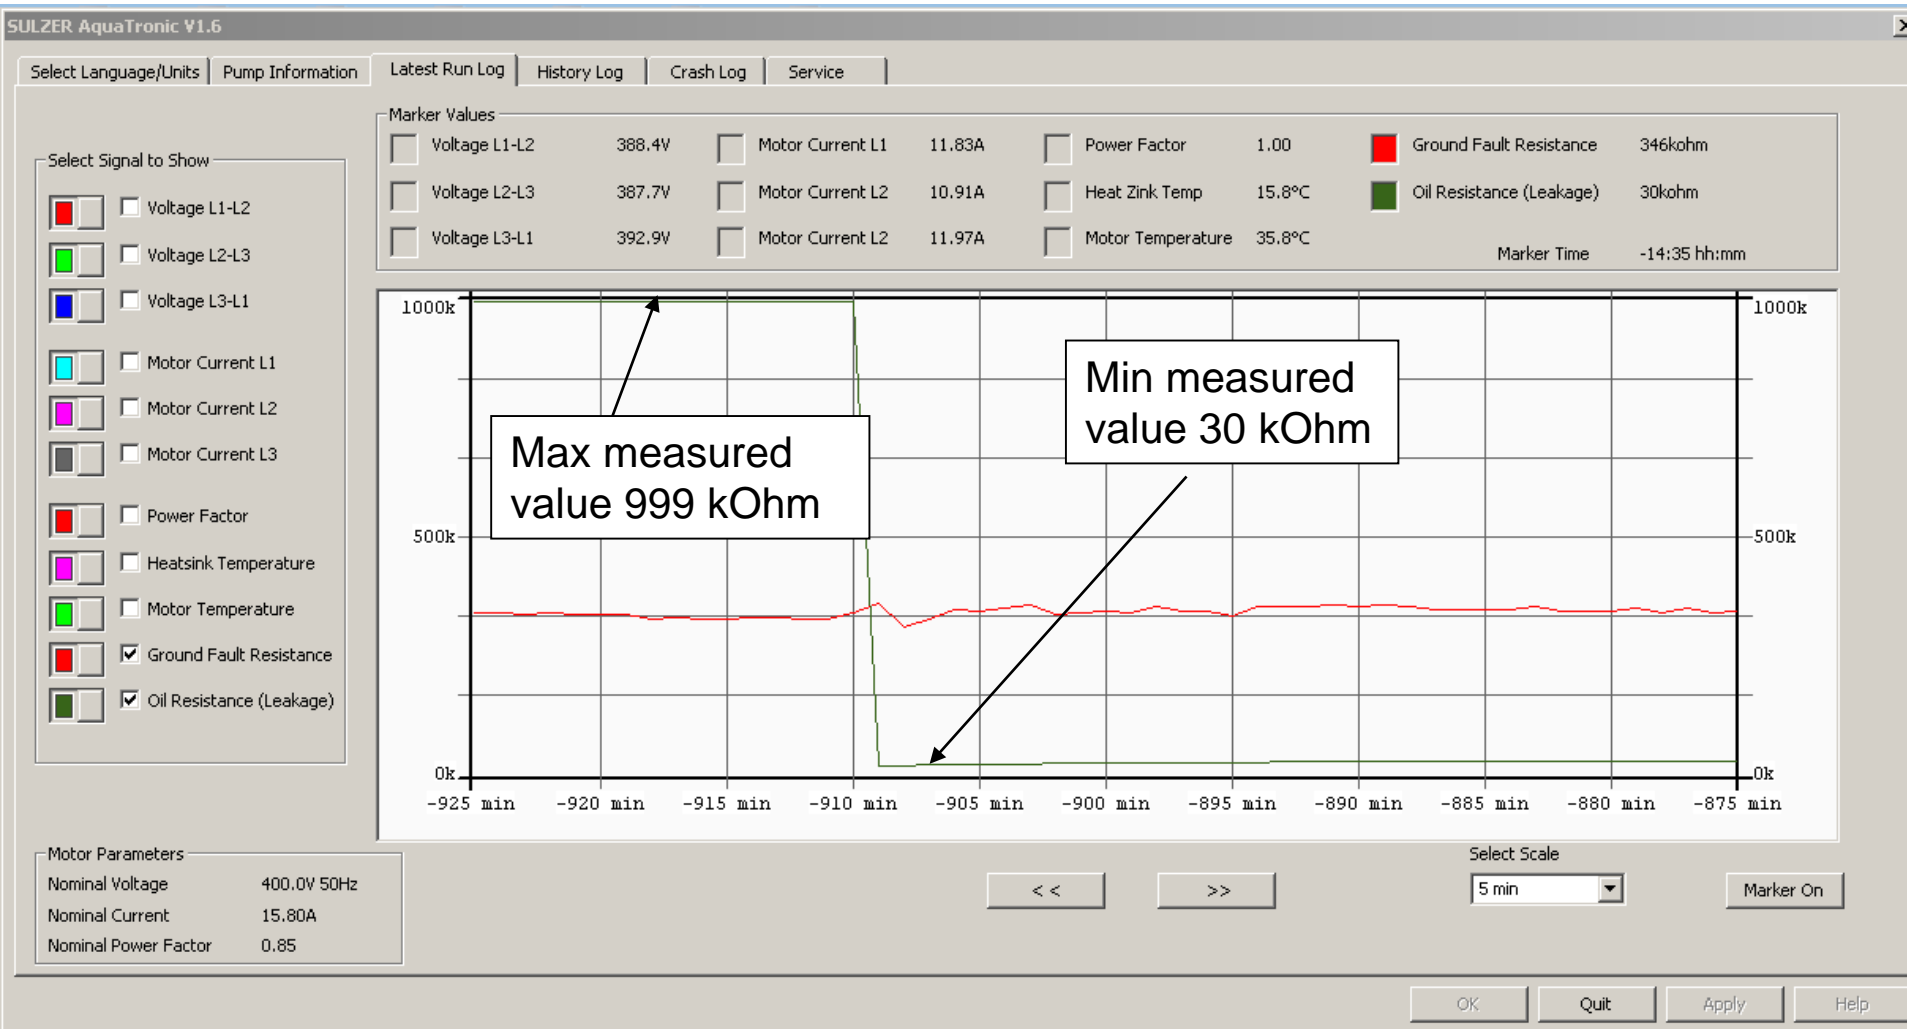 SULZER AquaTronic V1.6
Select Language/Units Pump Information Latest Run Log History Log Crash Log Service
Marker Values
Voltage L1-L2 388.4V Motor Current L1 11.83A Power Factor 1.00 Ground Fault Resistance 346kohm
Voltage L2-L3 387.7V Motor Current L2 10.91A Heat Zink Temp 15.8°C Oil Resistance (Leakage) 30kohm
Voltage L3-L1 392.9V Motor Current L2 11.97A Motor Temperature 35.8°C
Marker Time -14:35 hh:mm
Select Signal to Show
Voltage L1-L2
Voltage L2-L3
Voltage L3-L1
Motor Current L1
Motor Current L2
Motor Current L3
Power Factor
Heatsink Temperature
Motor Temperature
Ground Fault Resistance
Oil Resistance (Leakage)
1000k 1000k
Max measured
value 999 kOhm
Min measured
value 30 kOhm
500k 500k
0k 0k
-925 min -920 min -915 min -910 min -905 min -900 min -895 min -890 min -885 min -880 min -875 min
Motor Parameters
Nominal Voltage 400.0V 50Hz
Nominal Current 15.80A
Nominal Power Factor 0.85
<< >>
Select Scale
5 min
Marker On
OK Quit Apply Help